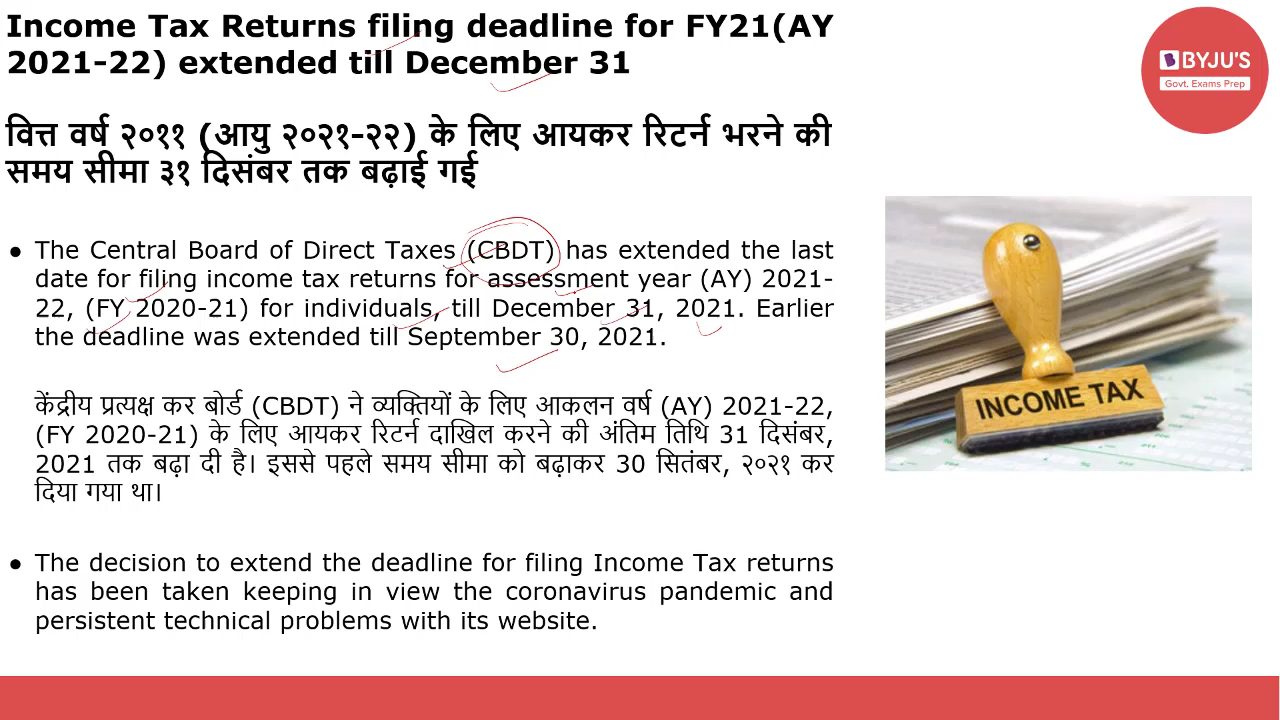 Income Tax Returns filing deadline for FY21(AY
2021-22) extended till December 31
BYJU'S
Govt. Exams Prep
वित्त वर्ष २०११ (आयु २०२१-२२) के लिए आयकर रिटर्न भरने की
समय सीमा ३१ दिसंबर तक बढ़ाई गई
● The Central Board of Direct Taxes (CBDT) has extended the last
date for filing income tax returns for assessment year (AY) 2021-
22, (FY 2020-21) for individuals, till December 31, 2021. Earlier
the deadline was extended till September 30, 2021.
केंद्रीय प्रत्यक्ष कर बोर्ड (CBDT) ने व्यक्तियों के लिए आकलन वर्ष (AY) 2021-22,
(FY 2020-21) के लिए आयकर रिटर्न दाखिल करने की अंतिम तिथि 31 दिसंबर,
2021 तक बढ़ा दी है। इससे पहले समय सीमा को बढ़ाकर 30 सितंबर, २०२१ कर
दिया गया था।
● The decision to extend the deadline for filing Income Tax returns
has been taken keeping in view the coronavirus pandemic and
persistent technical problems with its website.
INCOME TAX